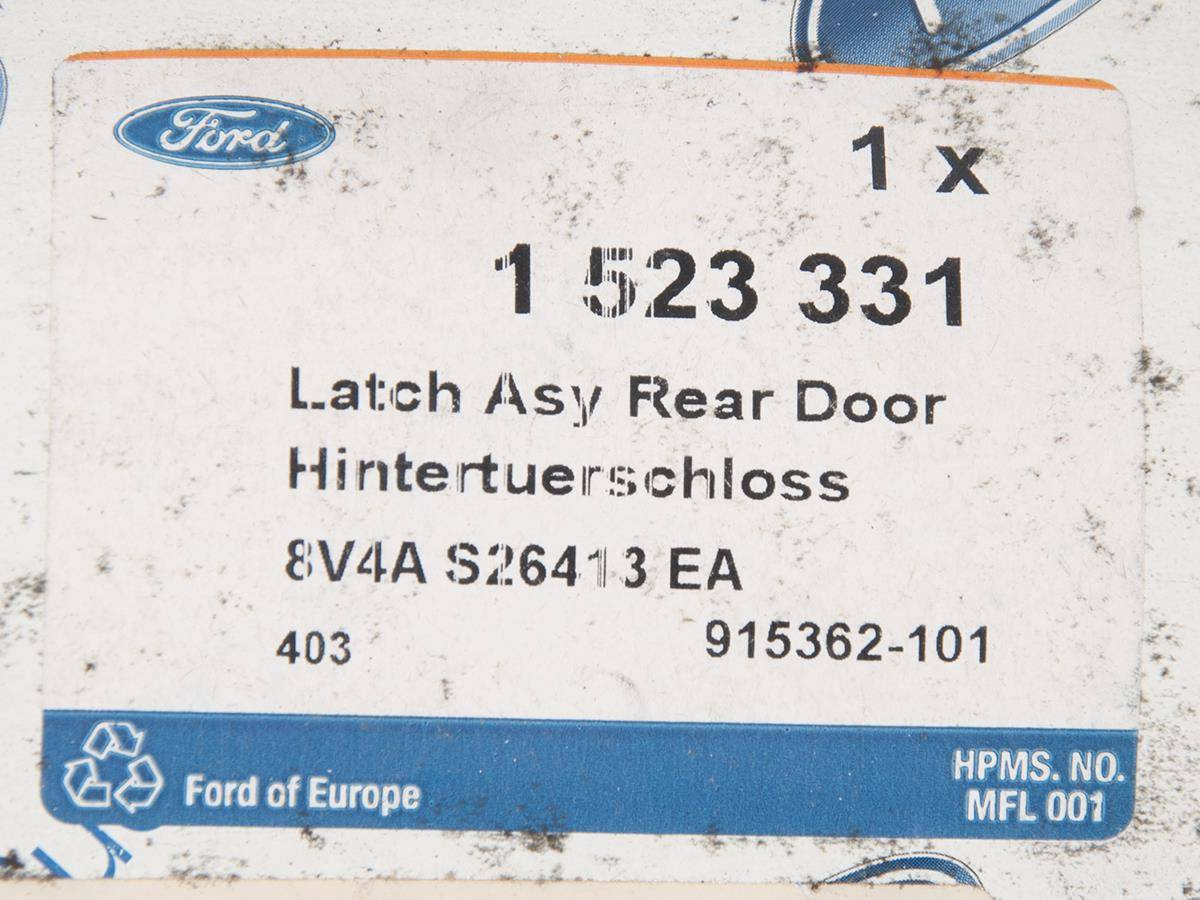 Ford
1 x
1 523 331
Latch Asy Rear Door
Hintertuerschloss
8V4A S26413 EA
403 915362-101
Ford of Europe
HPMS. NO.
MFL 001